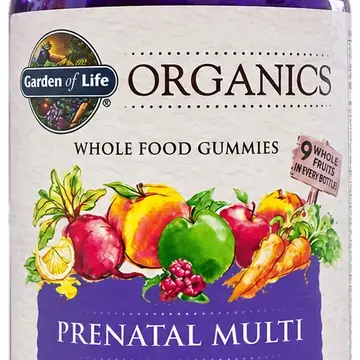 Garden of Life
®
ORGANICS
WHOLE FOOD GUMMIES
9 WHOLE
FRUITS
IN EVERY BOTTLE!
PRENATAL MULTI